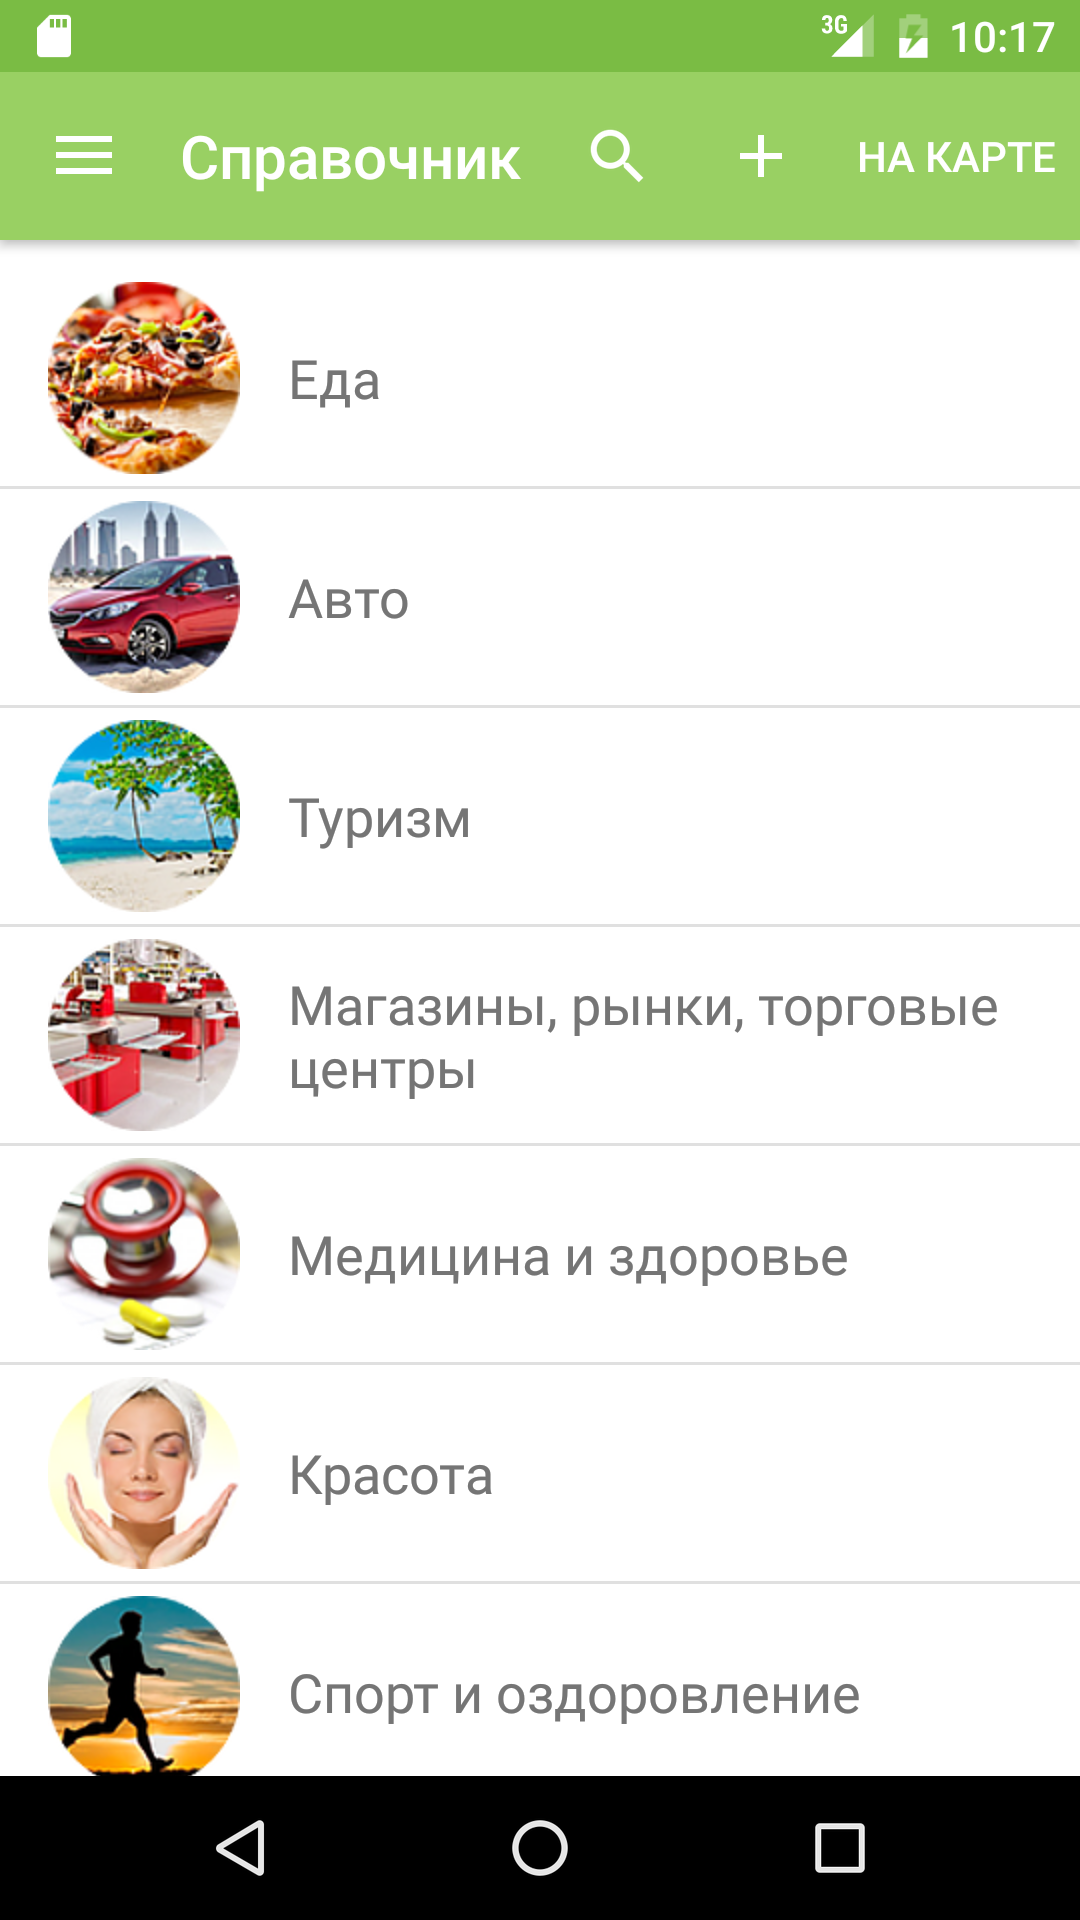 3G 10:17
Справочник НА КАРТЕ
Еда
Авто
Туризм
Магазины, рынки, торговые
центры
Медицина и здоровье
Красота
Спорт и оздоровление